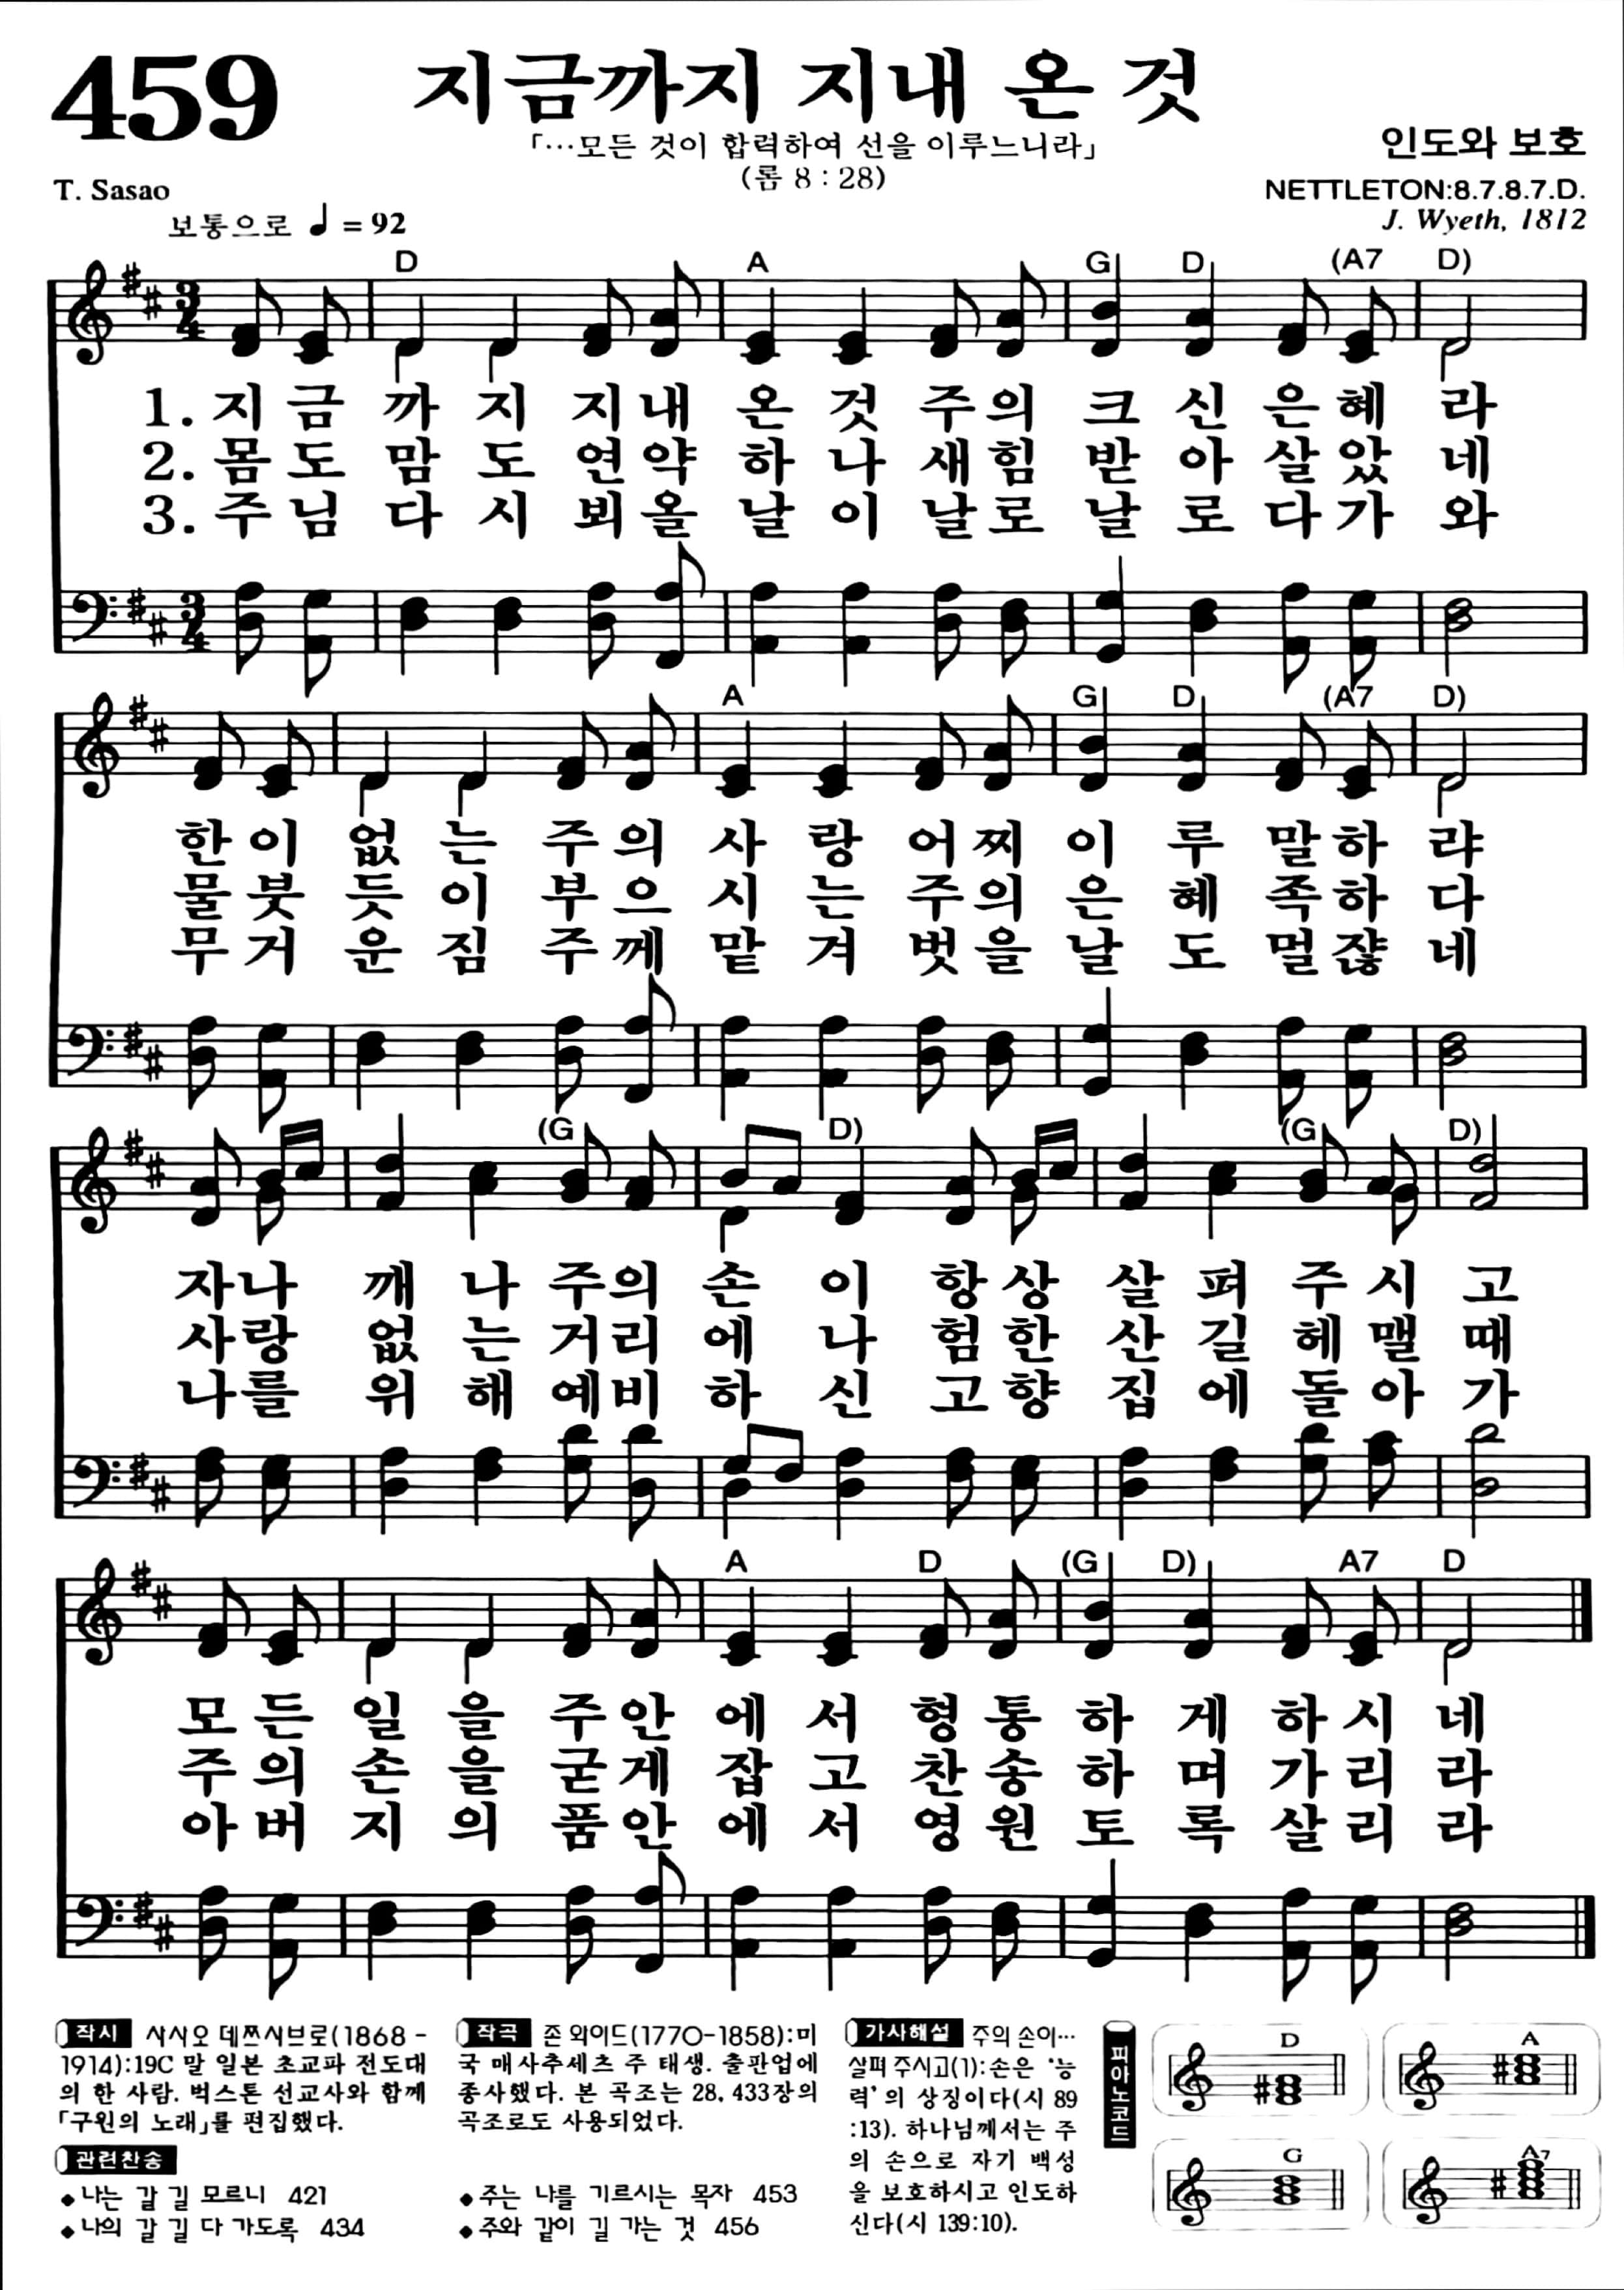 459
지금까지 지내 온 것
「…모든 것이 합력하여 선을 이루느니라」
(롬 8 : 28)
인도와 보호
T. Sasao
NETTLETON:8.7.8.7.D.
보통으로 ♩ = 92
J. Wyeth, 1812
D A G D (A7 D)
1. 지 금 까 지 지 내 온 것 주 의 크 신 은 혜 라
2. 몸 도 맘 도 연 약 하 나 새 힘 받 아 살 았 네
3. 주 님 다 시 뵈 올 날 이 날 로 날 로 다 가 와
A G D (A7 D)
한 이 없 는 주 의 사 랑 어 찌 이 루 말 하 랴
물 붓 듯 이 부 으 시 는 주 의 은 혜 족 하 다
무 거 운 짐 주 께 맡 겨 벗 을 날 도 멀 쟎 네
(G D) (G D)
자 나 깨 나 주 의 손 이 항 상 살 펴 주 시 고
사 랑 없 는 거 리 에 나 험 한 산 길 헤 맬 때
나 를 위 해 예 비 하 신 고 향 집 에 돌 아 가
A D (G D) A7 D
모 든 일 을 주 안 에 서 형 통 하 게 하 시 네
주 의 손 을 굳 게 잡 고 찬 송 하 며 가 리 라
아 버 지 의 품 안 에 서 영 원 토 록 살 리 라
작시 사사오 데쯔사브로(1868-
1914):19C 말 일본 초교파 전도대
의 한 사람. 벅스톤 선교사와 함께
「구원의 노래」를 편집했다.
관련찬송
◆나는 갈 길 모르니 421
◆나의 갈 길 다 가도록 434
작곡 존 와이드(1770-1858):미
국 매사추세츠 주 태생. 출판업에
종사했다. 본 곡조는 28, 433장의
곡조로도 사용되었다.
◆주는 나를 기르시는 목자 453
◆주와 같이 길 가는 것 456
가사해설 주의 손이…
살펴 주시고(1):손은 '능
력'의 상징이다(시 89
:13). 하나님께서는 주
의 손으로 자기 백성
을 보호하시고 인도하
신다(시 139:10).
피아노코드
D A
G A7